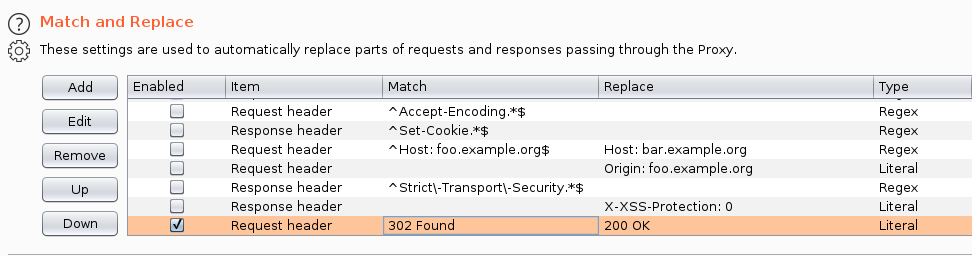 ?
Match and Replace
These settings are used to automatically replace parts of requests and responses passing through the Proxy.
Add
Edit
Remove
Up
Down
Enabled Item Match Replace Type
Request header ^Accept-Encoding.*$ Regex
Response header ^Set-Cookie.*$ Regex
Request header ^Host: foo.example.org$ Host: bar.example.org Regex
Request header Origin: foo.example.org Literal
Response header ^Strict\-Transport\-Security.*$ Regex
Response header X-XSS-Protection: 0 Literal
Request header 302 Found 200 OK Literal